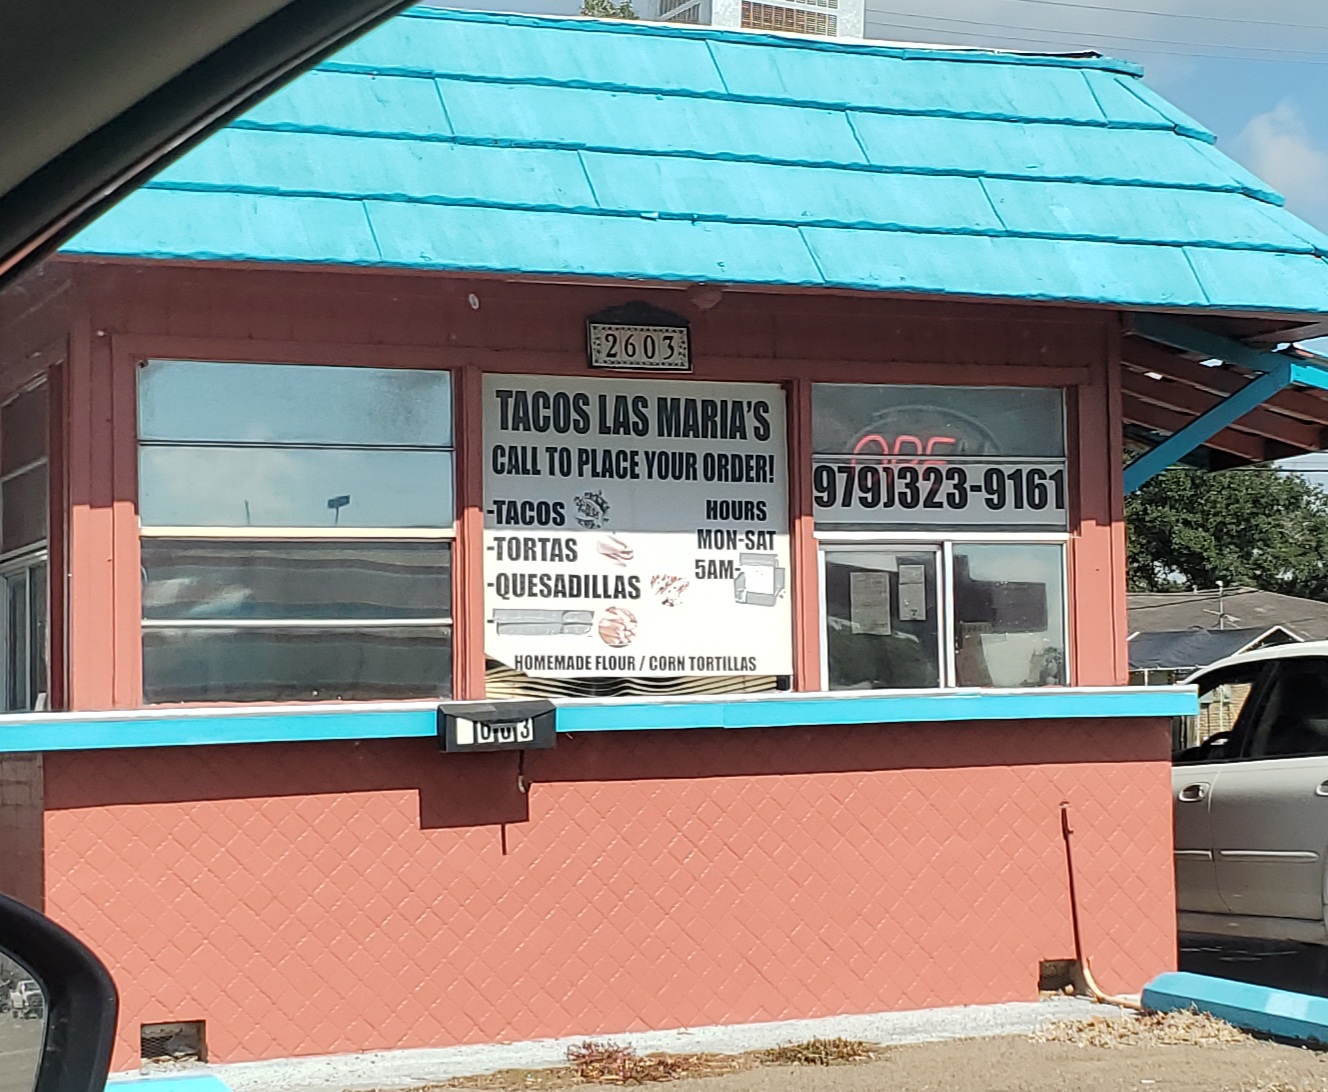 2603
TACOS LAS MARIA'S
CALL TO PLACE YOUR ORDER!
-TACOS
-TORTAS
-QUESADILLAS
-
HOURS
MON-SAT
5AM-
HOMEMADE FLOUR / CORN TORTILLAS
OPEN
979)323-9161